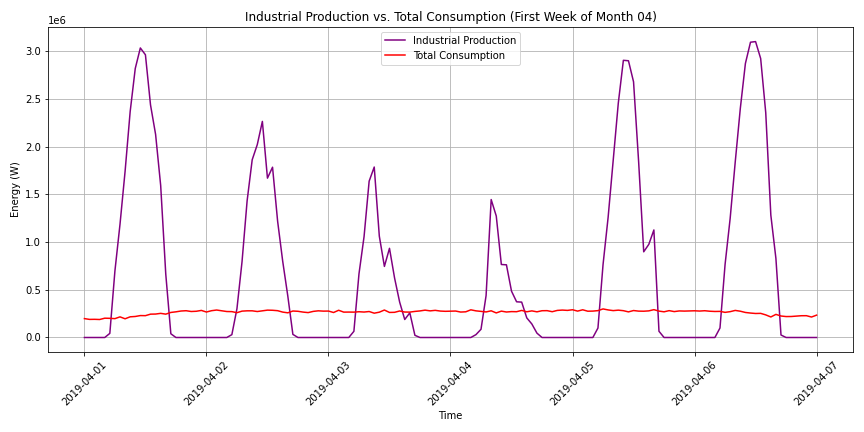 Industrial Production vs. Total Consumption (First Week of Month 04)
1e6
Industrial Production
Total Consumption
3.0
2.5
2.0
1.5
1.0
0.5
0.0
Energy (W)
2019-04-01
2019-04-02
2019-04-03
2019-04-04
2019-04-05
2019-04-06
2019-04-07
Time